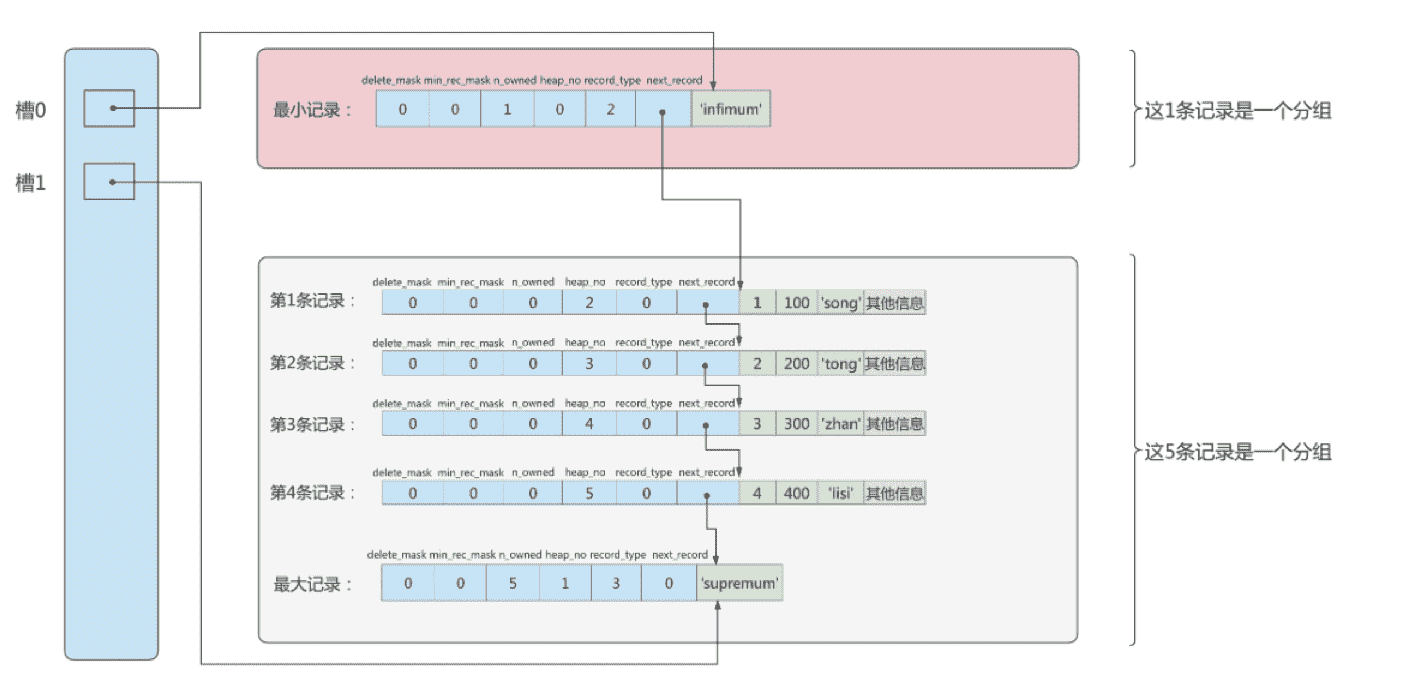 槽0
槽1
delete_mask min_rec_mask n_owned heap_no record_type next_record
最小记录： 0 0 1 0 2 'infimum'
这1条记录是一个分组
delete_mask min_rec_mask n_owned heap_no record_type next_record
第1条记录： 0 0 0 2 0 1 100 'song' 其他信息
delete_mask min_rec_mask n_owned heap_no record_type next_record
第2条记录： 0 0 0 3 0 2 200 'tong' 其他信息
delete_mask min_rec_mask n_owned heap_no record_type next_record
第3条记录： 0 0 0 4 0 3 300 'zhan' 其他信息
delete_mask min_rec_mask n_owned heap_no record_type next_record
第4条记录： 0 0 0 5 0 4 400 'lisi' 其他信息
delete_mask min_rec_mask n_owned heap_no record_type next_record
最大记录： 0 0 5 1 3 0 'supremum'
这5条记录是一个分组